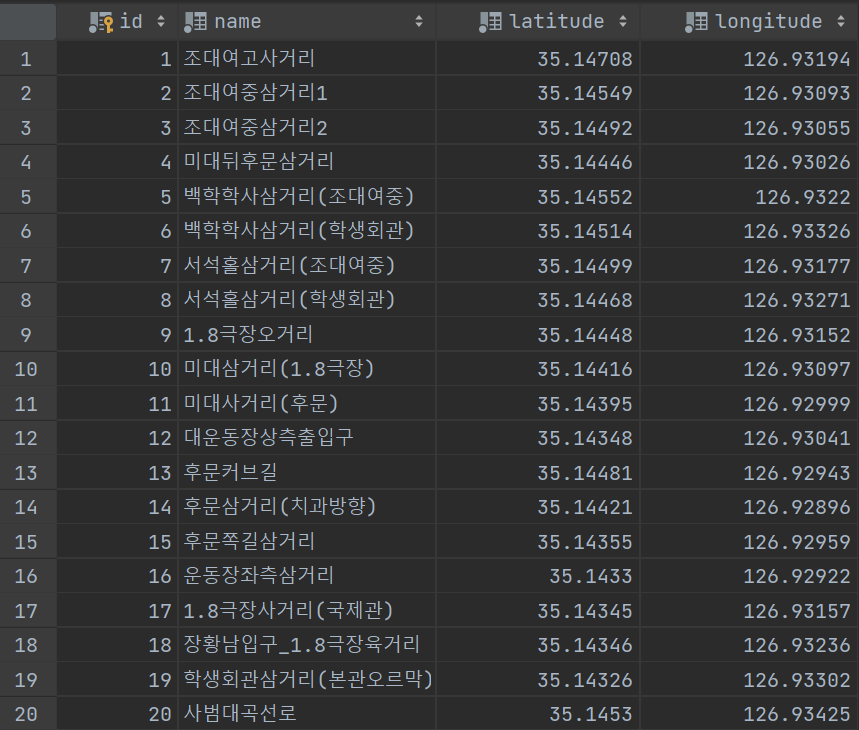 id name latitude longitude
1 1 조대여고사거리 35.14708 126.93194
2 2 조대여중삼거리1 35.14549 126.93093
3 3 조대여중삼거리2 35.14492 126.93055
4 4 미대뒤후문삼거리 35.14446 126.93026
5 5 백학학사삼거리(조대여중) 35.14552 126.9322
6 6 백학학사삼거리(학생회관) 35.14514 126.93326
7 7 서석홀삼거리(조대여중) 35.14499 126.93177
8 8 서석홀삼거리(학생회관) 35.14468 126.93271
9 9 1.8극장오거리 35.14448 126.93152
10 10 미대삼거리(1.8극장) 35.14416 126.93097
11 11 미대사거리(후문) 35.14395 126.92999
12 12 대운동장상측출입구 35.14348 126.93041
13 13 후문커브길 35.14481 126.92943
14 14 후문삼거리(치과방향) 35.14421 126.92896
15 15 후문쪽길삼거리 35.14355 126.92959
16 16 운동장좌측삼거리 35.1433 126.92922
17 17 1.8극장사거리(국제관) 35.14345 126.93157
18 18 장황남입구_1.8극장육거리 35.14346 126.93236
19 19 학생회관삼거리(본관오르막) 35.14326 126.93302
20 20 사범대곡선로 35.1453 126.93425